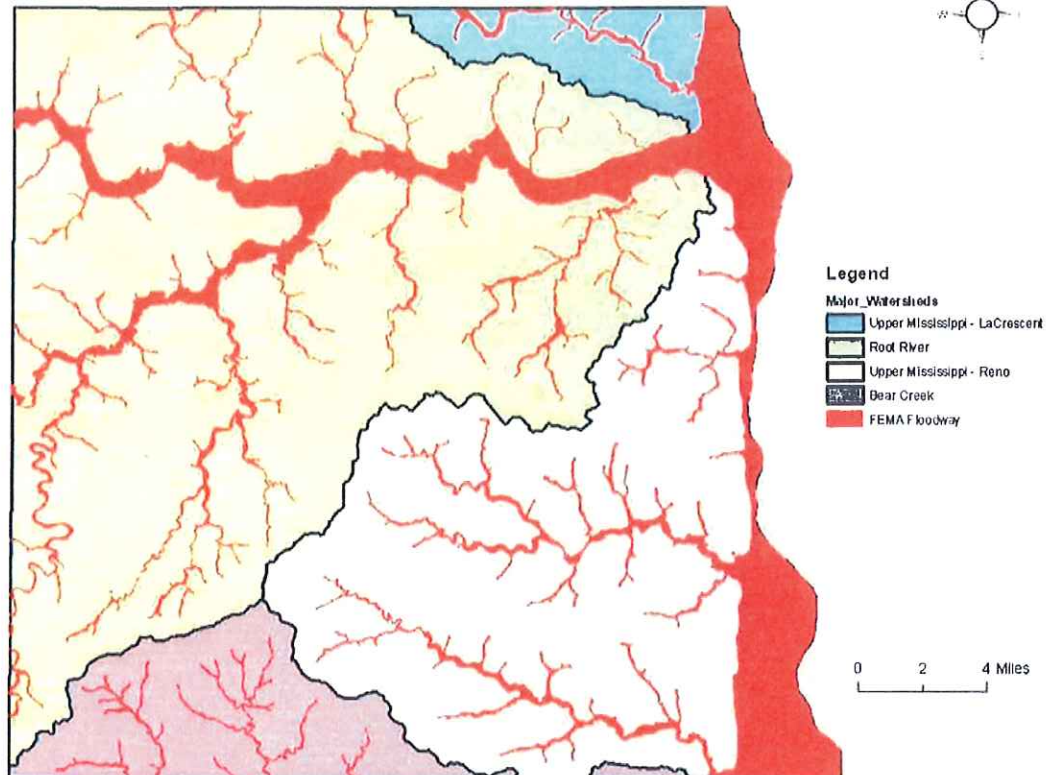 W
Legend
Major_Watersheds
Upper Mississippi - LaCrescent
Root River
Upper Mississippi - Reno
Bear Creek
FEMA Floodway
0 2 4 Miles